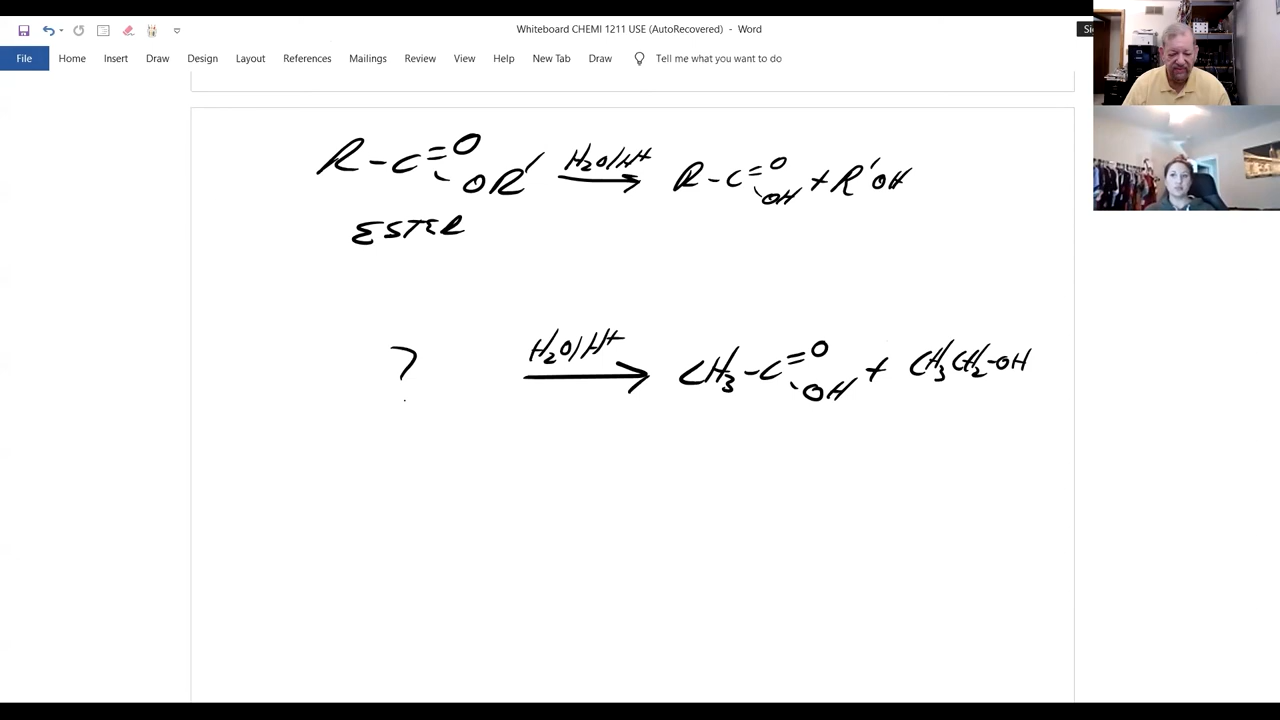 Whiteboard CHEMI 1211 USE (AutoRecovered) - Word
File Home Insert Draw Design Layout References Mailings Review View Help New Tab Draw Tell me what you want to do
R-C=O OR' H2O/H+ → R-C=O OH + R'OH
ESTER
? H2O/H+ → CH3-C=O OH + CH3CH2-OH